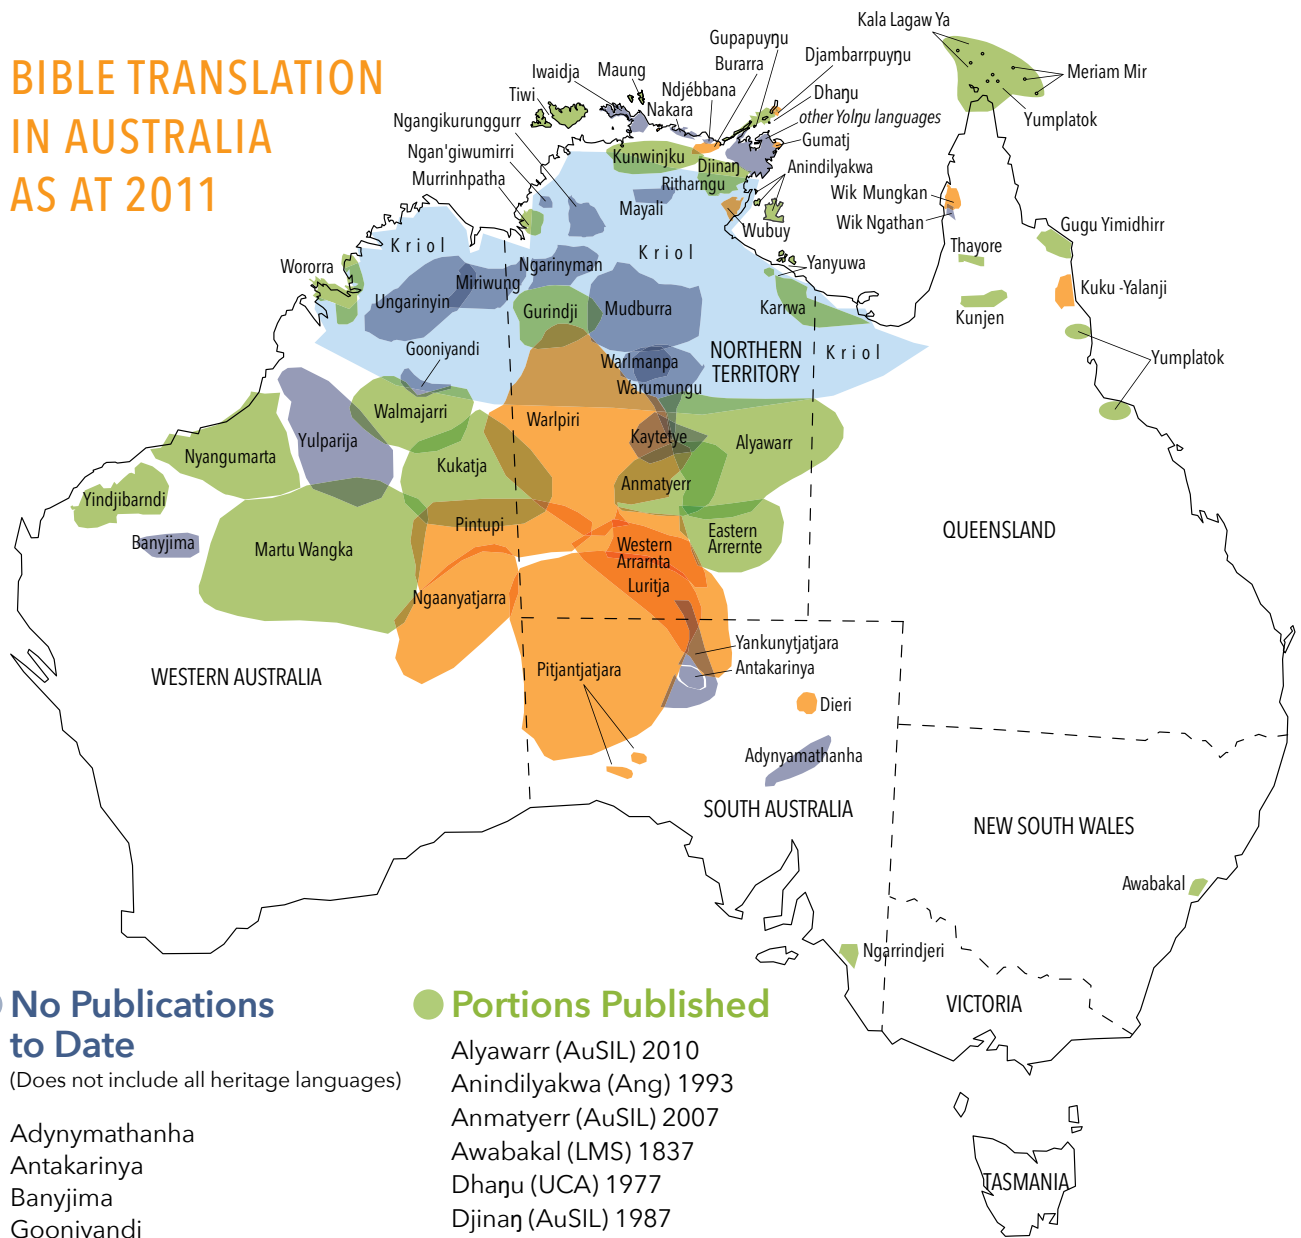 BIBLE TRANSLATION
IN AUSTRALIA
AS AT 2011
Kala Lagaw Ya
Meriam Mir
Yumplatok
Gupapuyŋu
Burarra
Djambarrpuyŋu
Iwaidja
Maung
Ndjébbana
Dhaŋu
Tiwi
Nakara
other Yolŋu languages
Ngangikurunggurr
Gumatj
Ngan'giwumirri
Kunwinjku
Djinaŋ
Anindilyakwa
Murrinhpatha
Ritharngu
Mayali
Wubuy
Wik Mungkan
Wik Ngathan
Gugu Yimidhirr
Thayore
Kriol
Kriol
Yanyuwa
Wororra
Ngarinyman
Miriwung
Ungarinyin
Kuku -Yalanji
Gurindji
Mudburra
Karrwa
Kunjen
Gooniyandi
Warlmanpa
NORTHERN
TERRITORY
Kriol
Yumplatok
Warumungu
Walmajarri
Warlpiri
Kaytetye
Alyawarr
Yulparija
Nyangumarta
Kukatja
Anmatyerr
Yindjibarndi
Pintupi
QUEENSLAND
Banyjima
Martu Wangka
Western
Arrarnta
Eastern
Arrernte
Luritja
Ngaanyatjarra
Yankunytjatjara
Antakarinya
WESTERN AUSTRALIA
Pitjantjatjara
Dieri
Adynyamathanha
SOUTH AUSTRALIA
NEW SOUTH WALES
Awabakal
Ngarrindjeri
VICTORIA
TASMANIA
No Publications
to Date
(Does not include all heritage languages)
Adynymathanha
Antakarinya
Banyjima
Gooniyandi
Portions Published
Alyawarr (AuSIL) 2010
Anindilyakwa (Ang) 1993
Anmatyerr (AuSIL) 2007
Awabakal (LMS) 1837
Dhaŋu (UCA) 1977
Djinaŋ (AuSIL) 1987